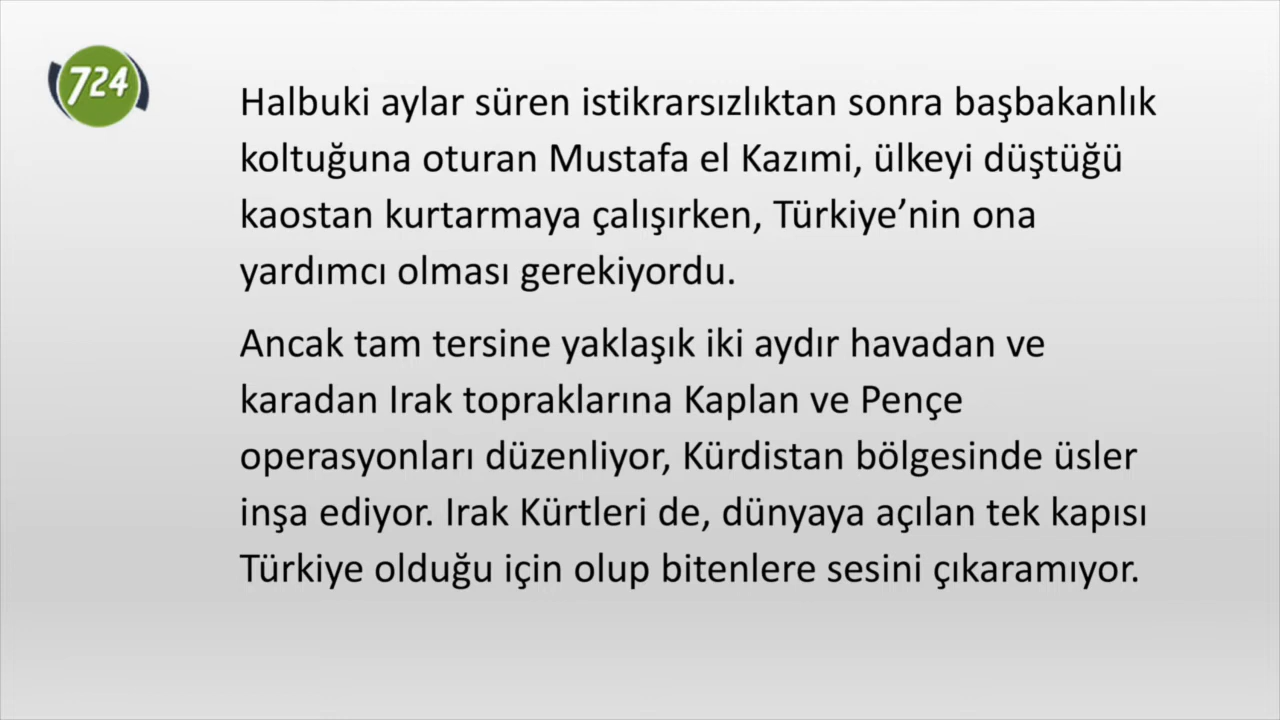 724
Halbuki aylar süren istikrarsızlıktan sonra başbakanlık
koltuğuna oturan Mustafa el Kazımi, ülkeyi düştüğü
kaostan kurtarmaya çalışırken, Türkiye’nin ona
yardımcı olması gerekiyordu.
Ancak tam tersine yaklaşık iki aydır havadan ve
karadan Irak topraklarına Kaplan ve Pençe
operasyonları düzenliyor, Kürdistan bölgesinde üsler
inşa ediyor. Irak Kürtleri de, dünyaya açılan tek kapısı
Türkiye olduğu için olup bitenlere sesini çıkaramıyor.